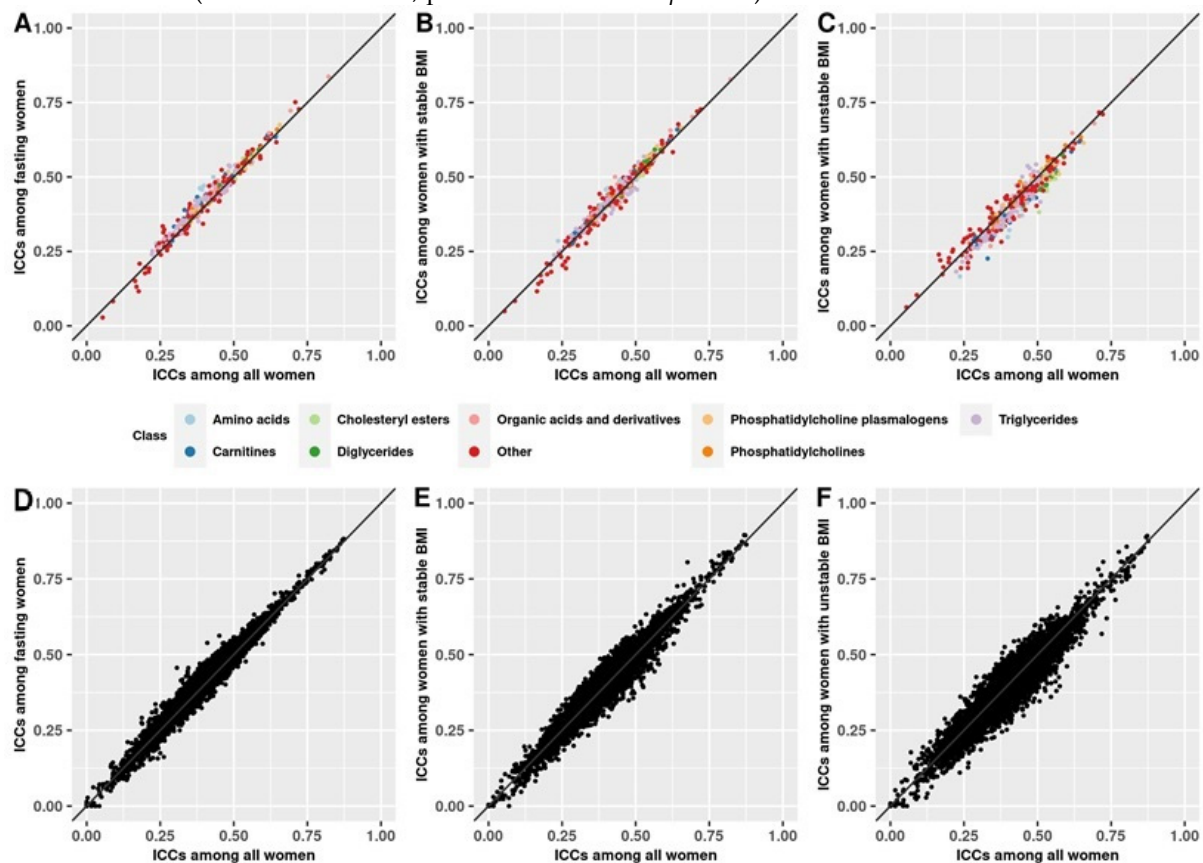 A
B
C
ICCs among fasting women
1.00
0.75
0.50
0.25
0.00
0.00 0.25 0.50 0.75 1.00
ICCs among all women
ICCs among women with stable BMI
1.00
0.75
0.50
0.25
0.00
0.00 0.25 0.50 0.75 1.00
ICCs among all women
ICCs among women with unstable BMI
1.00
0.75
0.50
0.25
0.00
0.00 0.25 0.50 0.75 1.00
ICCs among all women
Class
Amino acids Cholesteryl esters Organic acids and derivatives Phosphatidylcholine plasmalogens Triglycerides
Carnitines Diglycerides Other Phosphatidylcholines
D
E
F
ICCs among fasting women
1.00
0.75
0.50
0.25
0.00
0.00 0.25 0.50 0.75 1.00
ICCs among all women
ICCs among women with stable BMI
1.00
0.75
0.50
0.25
0.00
0.00 0.25 0.50 0.75 1.00
ICCs among all women
ICCs among women with unstable BMI
1.00
0.75
0.50
0.25
0.00
0.00 0.25 0.50 0.75 1.00
ICCs among all women